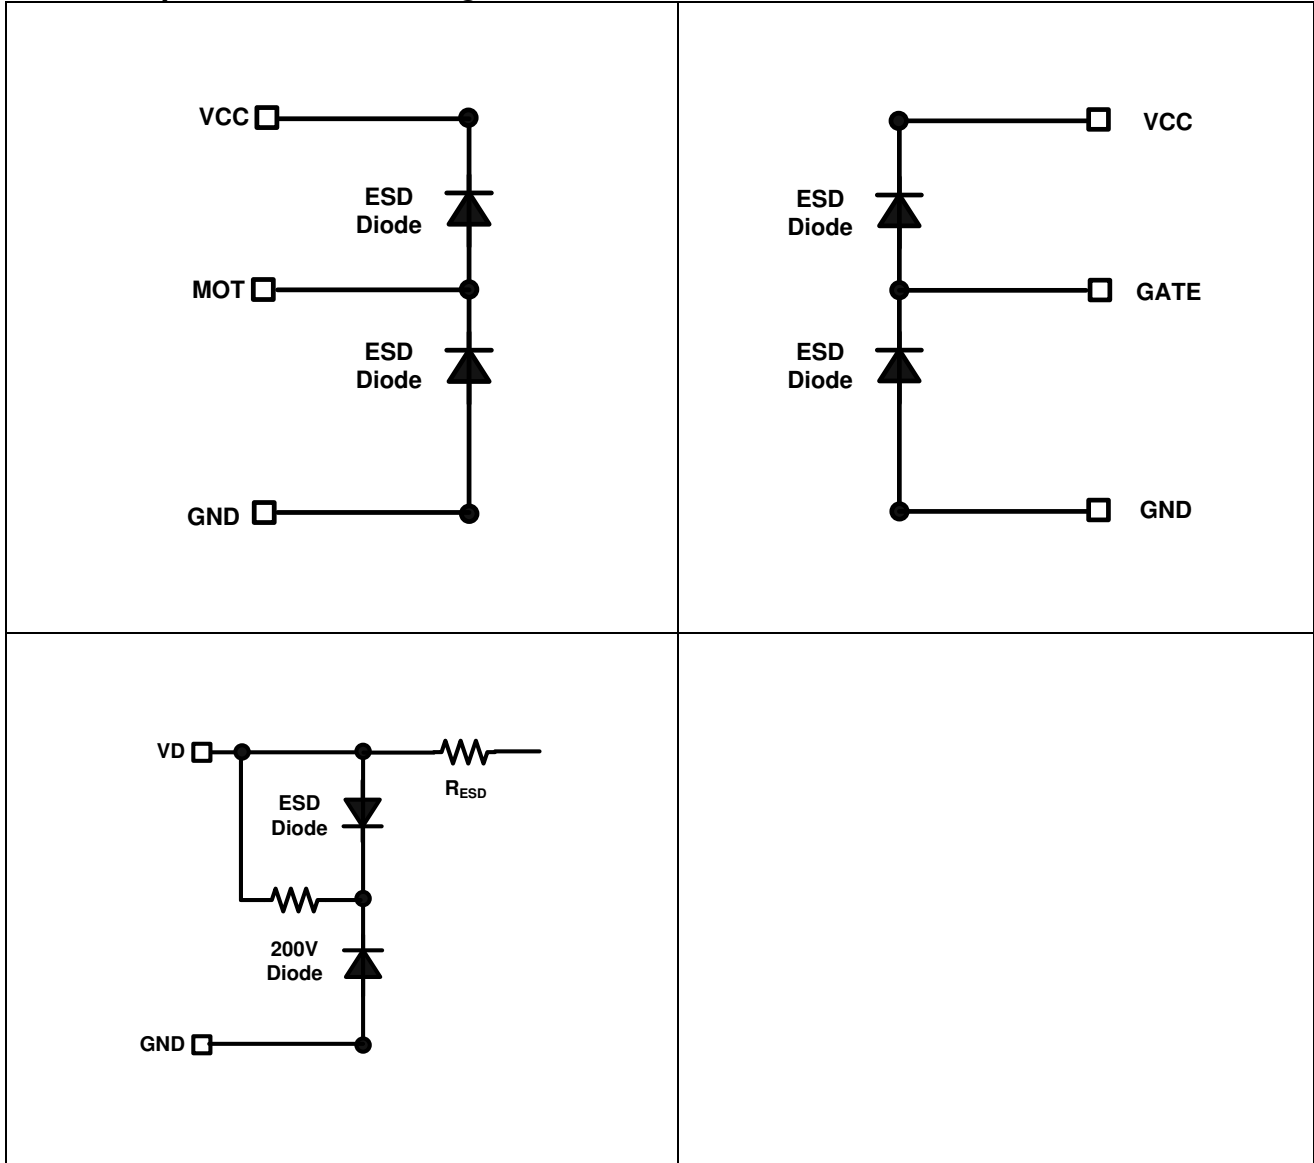 VCC
ESD
Diode
MOT
ESD
Diode
GND
VCC
ESD
Diode
GATE
ESD
Diode
GND
VD
RESD
ESD
Diode
200V
Diode
GND